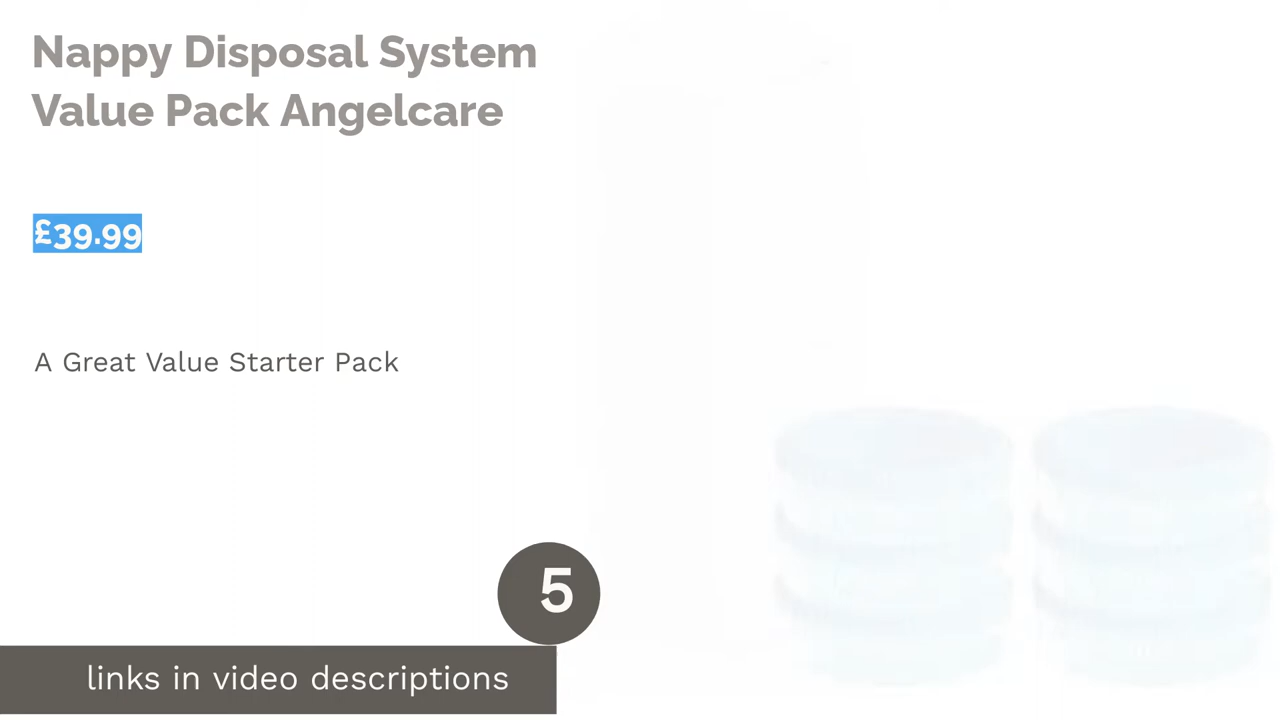 Nappy Disposal System
Value Pack Angelcare
£39.99
A Great Value Starter Pack
5
links in video descriptions